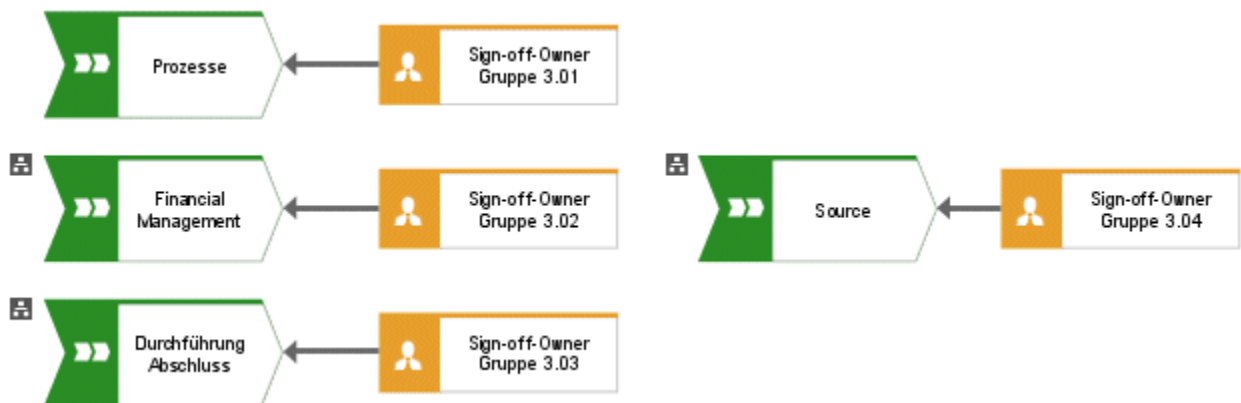 Prozesse
Sign-off-Owner
Gruppe 3.01
Financial
Management
Sign-off-Owner
Gruppe 3.02
Source
Sign-off-Owner
Gruppe 3.04
Durchführung
Abschluss
Sign-off-Owner
Gruppe 3.03